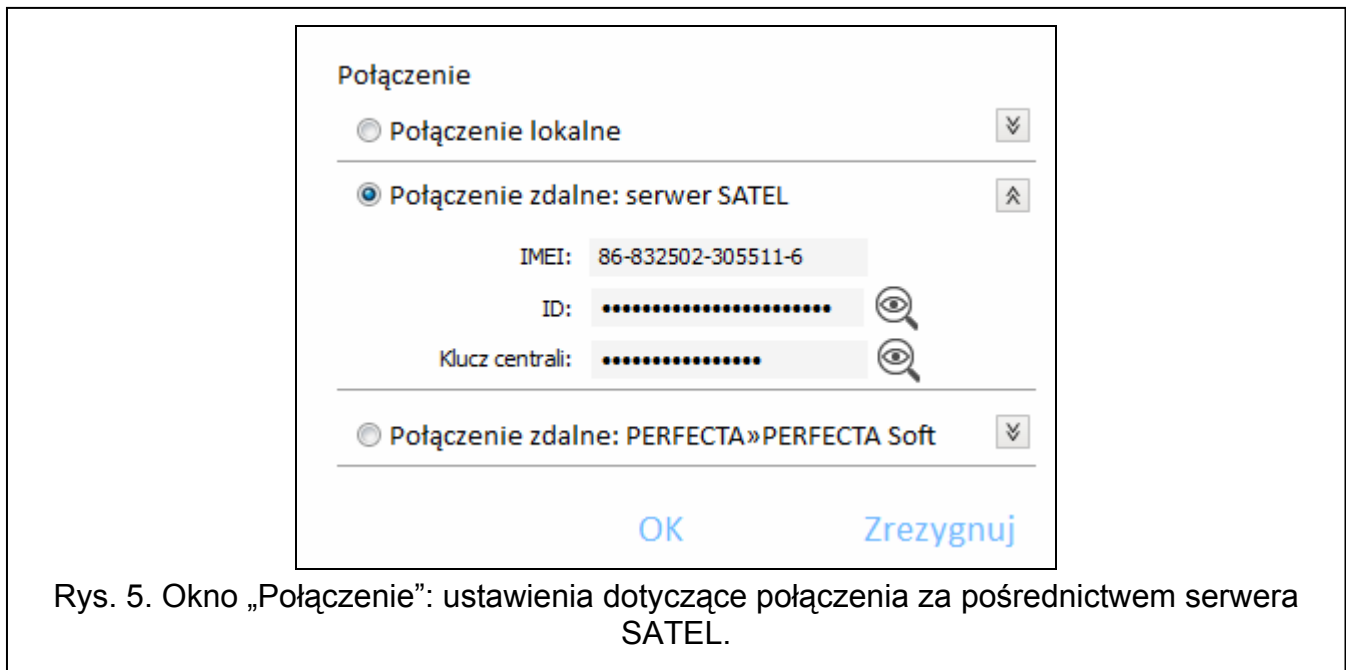 Połączenie
Połączenie lokalne
Połączenie zdalne: serwer SATEL
IMEI: 86-832502-305511-6
ID: •••••••••••••••••••••••
Klucz centrali: ••••••••••••••••
Połączenie zdalne: PERFECTA»PERFECTA Soft
OK Zrezygnuj
Rys. 5. Okno „Połączenie”: ustawienia dotyczące połączenia za pośrednictwem serwera
SATEL.